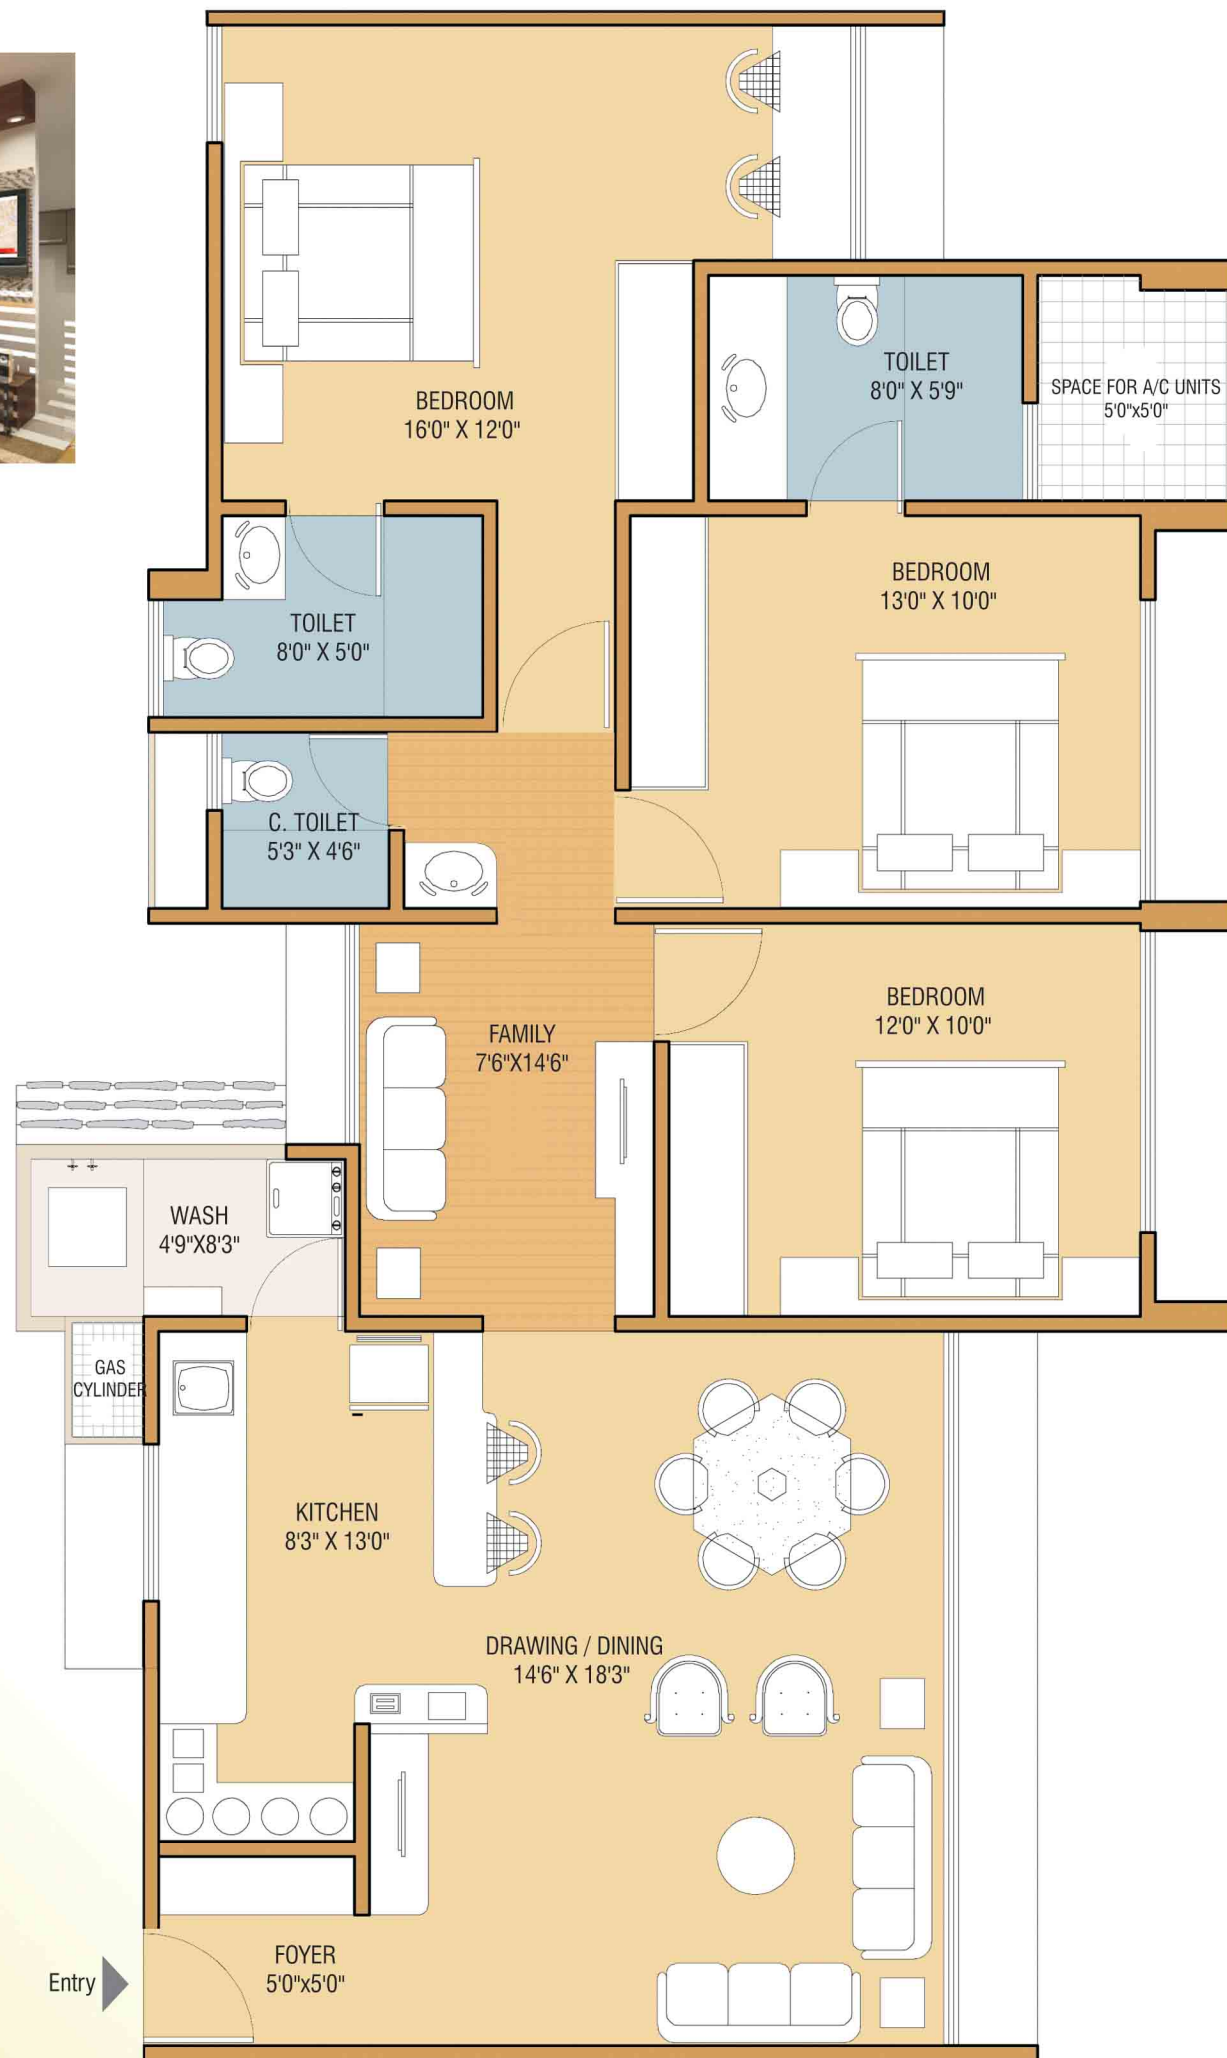 BEDROOM
16'0" X 12'0"
TOILET
8'0" X 5'9"
SPACE FOR A/C UNITS
5'0"x5'0"
BEDROOM
13'0" X 10'0"
TOILET
8'0" X 5'0"
C. TOILET
5'3" X 4'6"
BEDROOM
12'0" X 10'0"
FAMILY
7'6"X14'6"
WASH
4'9"X8'3"
GAS
CYLINDER
KITCHEN
8'3" X 13'0"
DRAWING / DINING
14'6" X 18'3"
FOYER
5'0"x5'0"
Entry